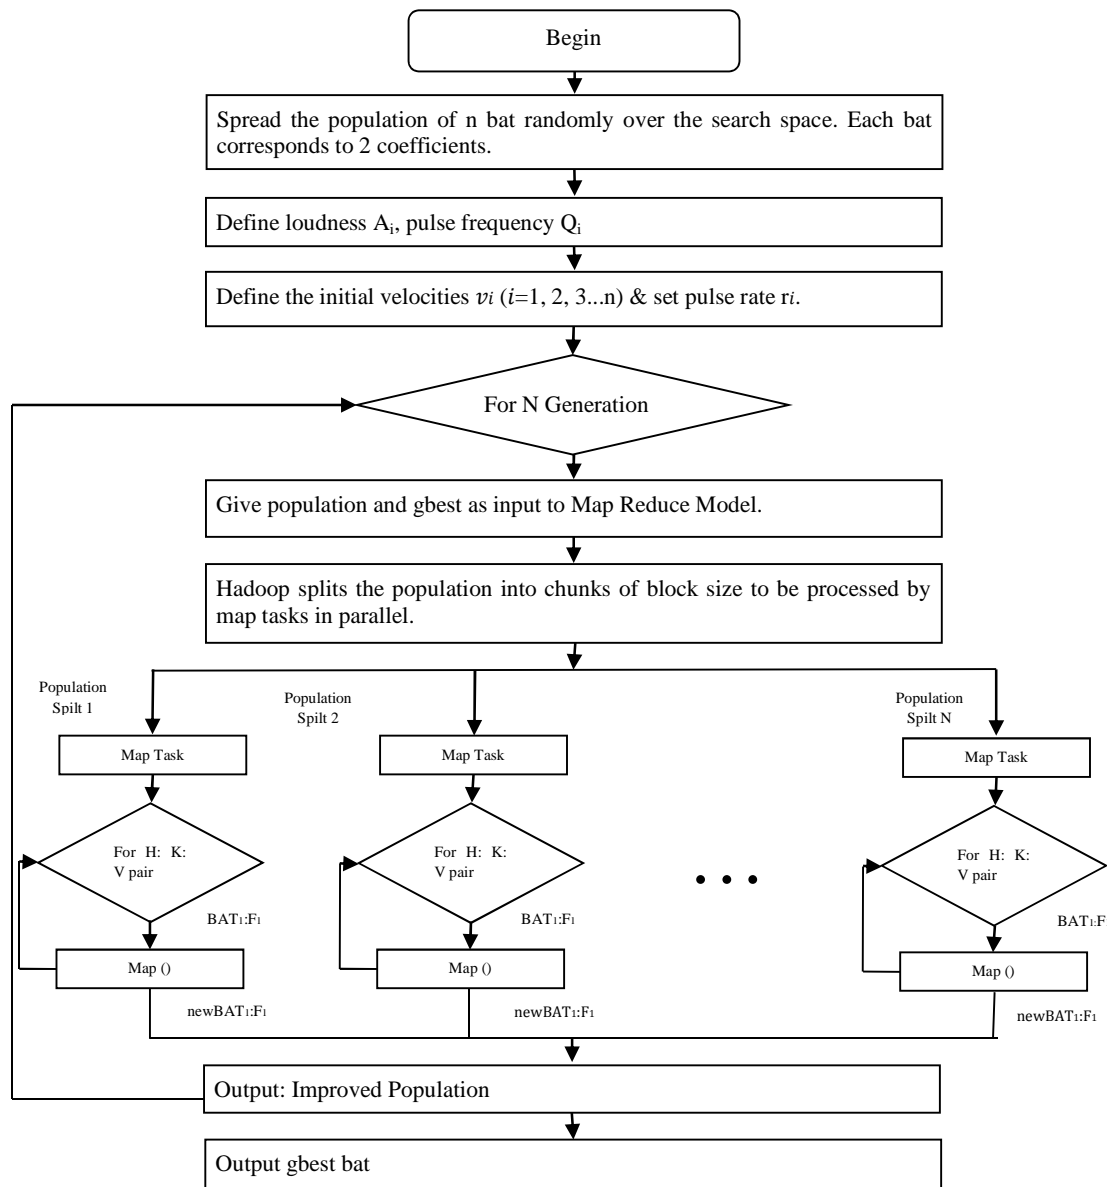 Begin
Spread the population of n bat randomly over the search space. Each bat
corresponds to 2 coefficients.
Define loudness Aᵢ, pulse frequency Qᵢ
Define the initial velocities vi (i=1, 2, 3...n) & set pulse rate ri.
For N Generation
Give population and gbest as input to Map Reduce Model.
Hadoop splits the population into chunks of block size to be processed by
map tasks in parallel.
Population
Spilt 1
Population
Spilt 2
Population
Spilt N
Map Task
Map Task
Map Task
For H: K:
V pair
For H: K:
V pair
For H: K:
V pair
BAT₁:F₁
BAT₁:F₁
BAT₁:F
Map ()
Map ()
Map ()
newBAT₁:F₁
newBAT₁:F₁
newBAT₁:F₁
Output: Improved Population
Output gbest bat